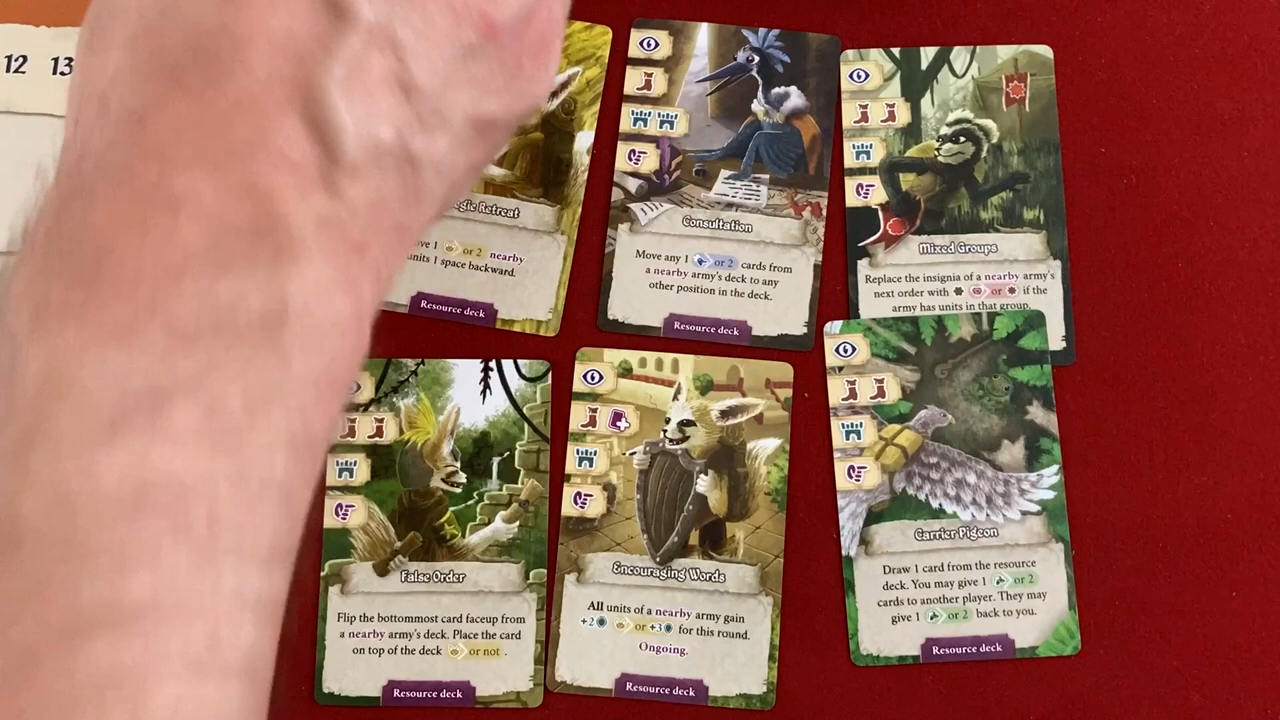 12 13
Retreat
1 or 2 nearby
units 1 space backward.
Resource deck
Consultation
Move any 1 or 2 cards from
a nearby army's deck to any
other position in the deck.
Resource deck
Mixed Groups
Replace the insignia of a nearby army's
next order with or if the
army has units in that group.
False Order
Flip the bottommost card faceup from
a nearby army's deck. Place the card
on top of the deck or not .
Resource deck
Encouraging Words
All units of a nearby army gain
+2 or +3 for this round.
Ongoing.
Resource deck
Carrier Pigeon
Draw 1 card from the resource
deck. You may give 1 or 2
cards to another player. They may
give 1 or 2 back to you.
Resource deck